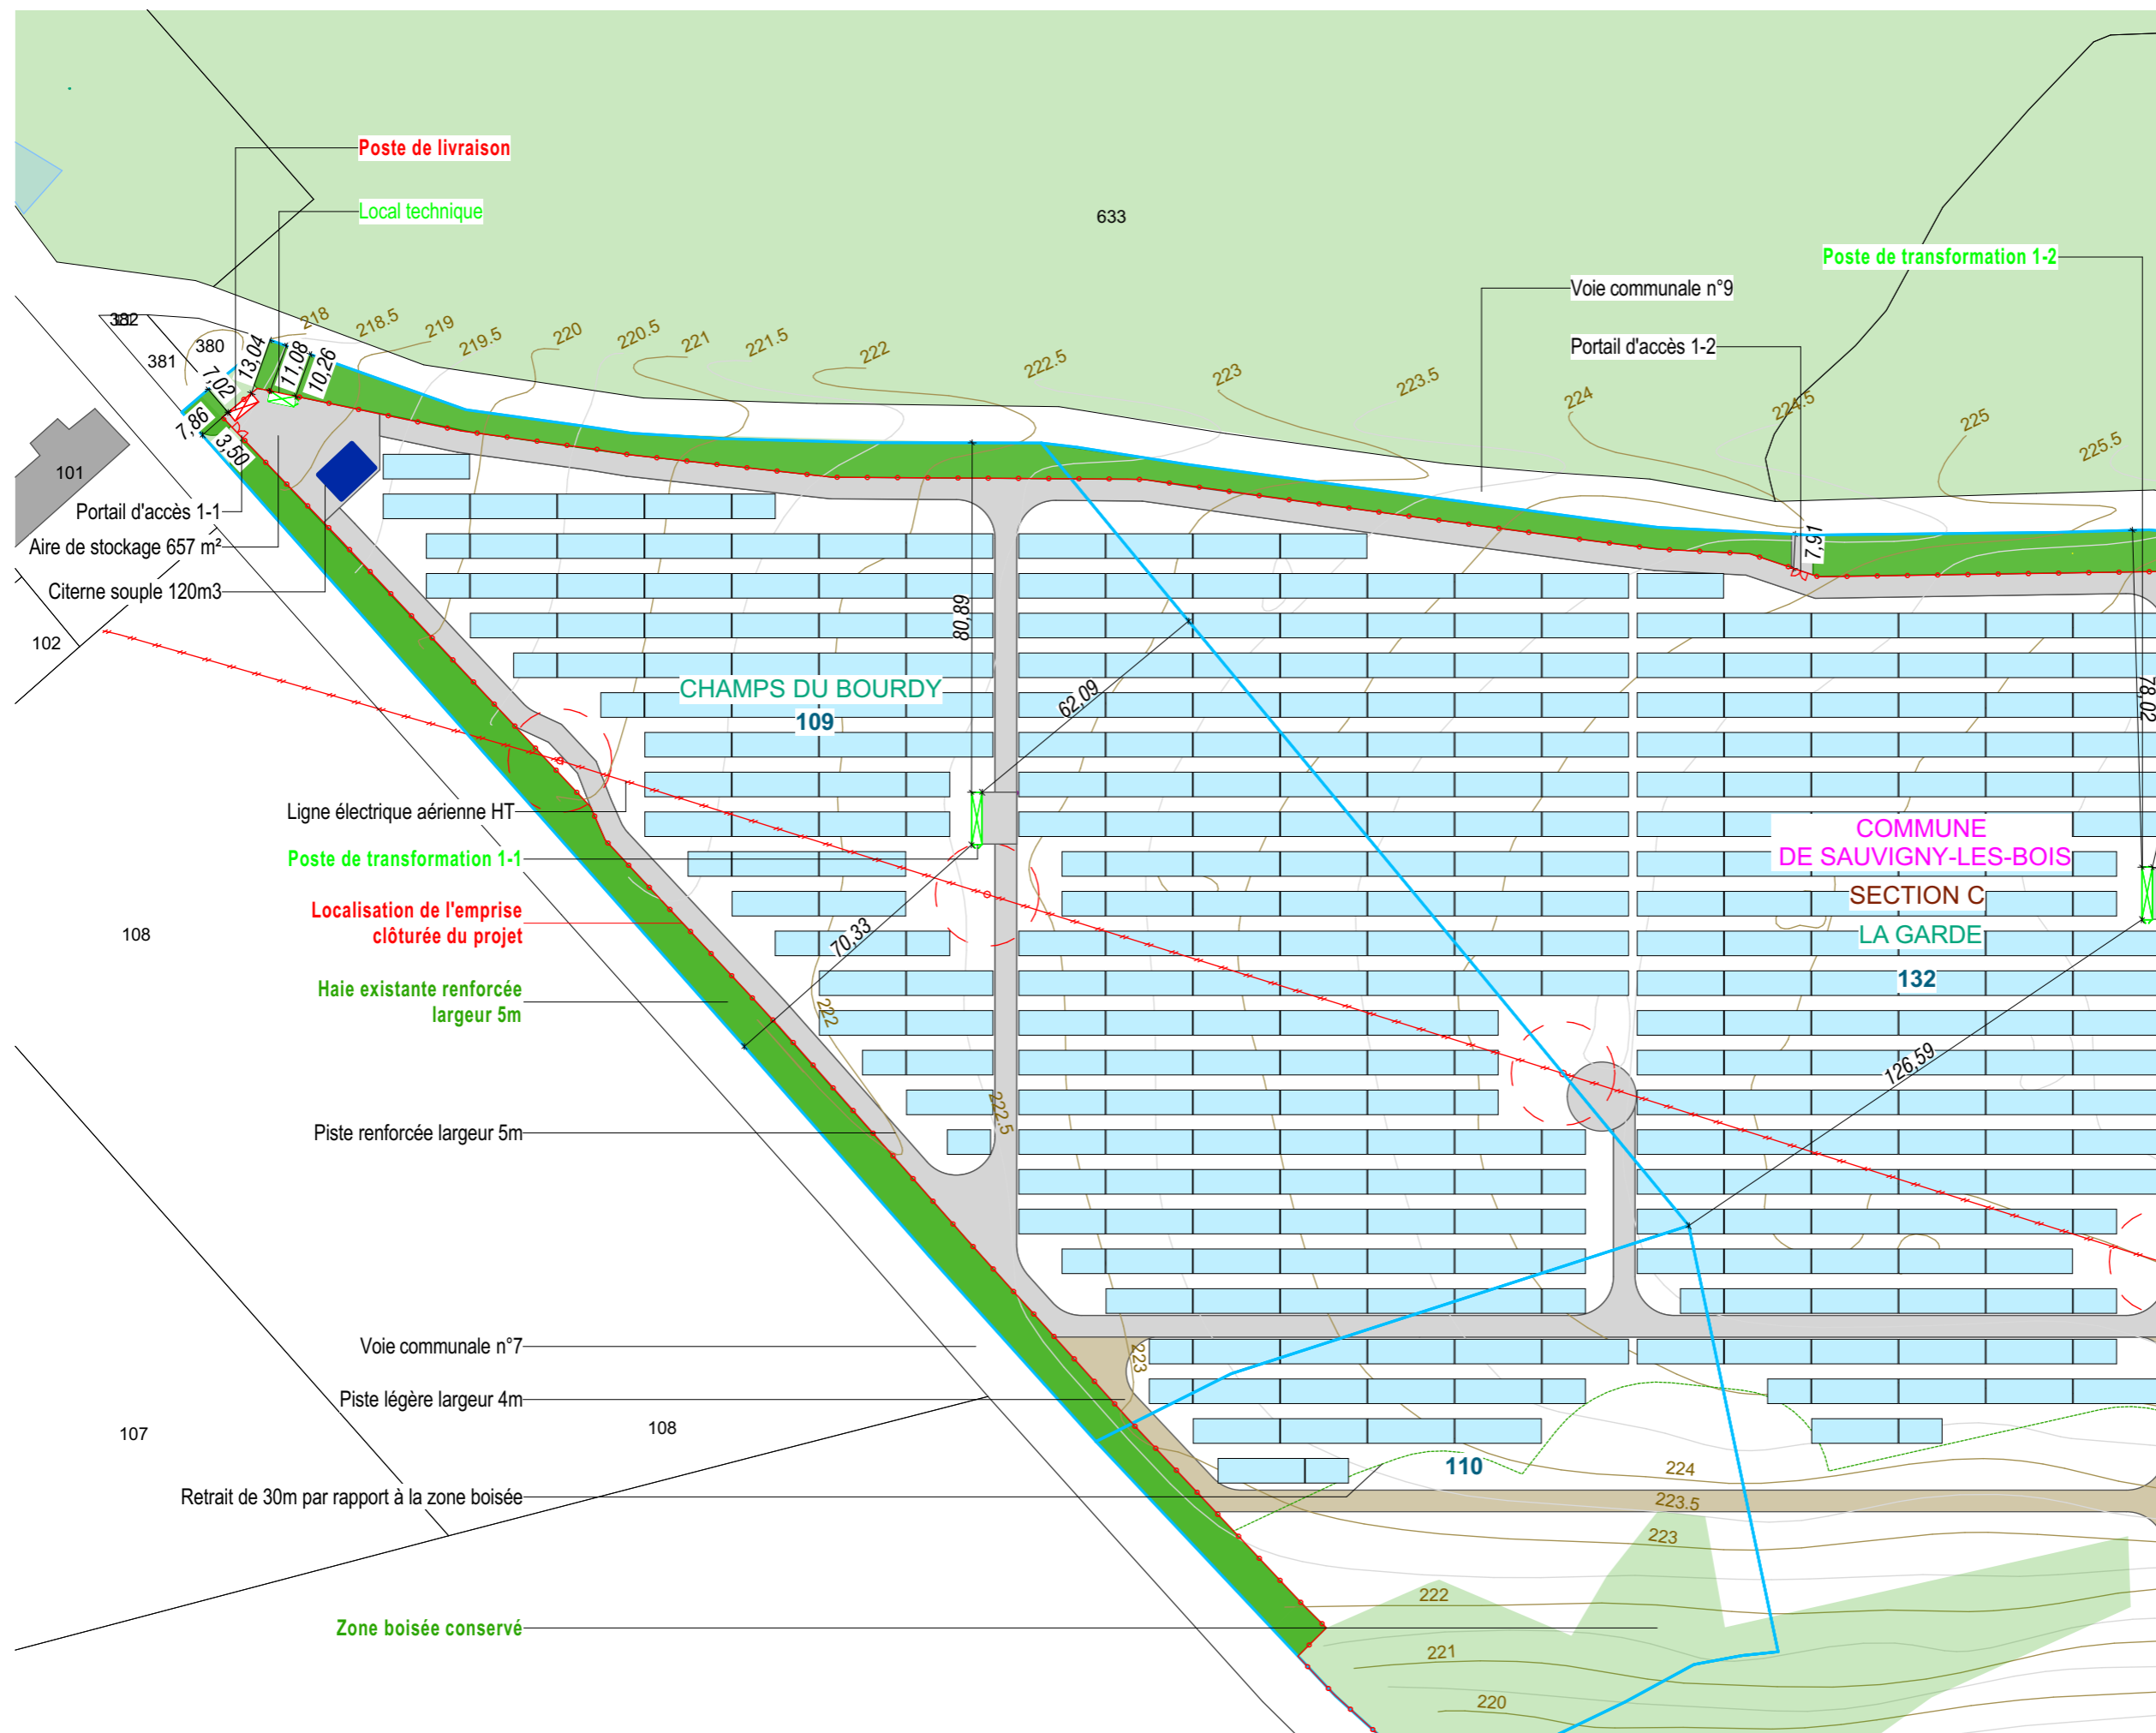 Poste de livraison
Local technique
633
Poste de transformation 1-2
Voie communale n°9
Portail d'accès 1-2
382
381
380
218
218.5
219
219.5
220
220.5
221
221.5
222
222.5
223
223.5
224
224.5
225
225.5
7,02
13,04
11,08
10,26
7,86
3,50
7,91
101
Portail d'accès 1-1
Aire de stockage 657 m²
Citerne souple 120m3
102
80,89
62,09
78,02
CHAMPS DU BOURDY
109
Ligne électrique aérienne HT
Poste de transformation 1-1
COMMUNE
DE SAUVIGNY-LES-BOIS
SECTION C
LA GARDE
132
Localisation de l'emprise
clôturée du projet
108
70,33
Haie existante renforcée
largeur 5m
222
126,59
222.5
Piste renforcée largeur 5m
Voie communale n°7
223
Piste légère largeur 4m
107
108
110
224
Retrait de 30m par rapport à la zone boisée
223.5
223
222
Zone boisée conservé
221
220